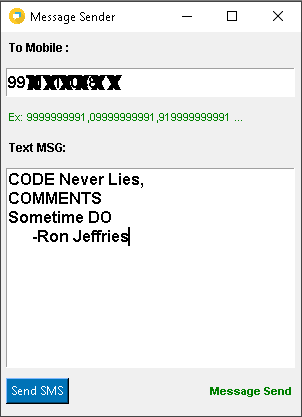 Message Sender
To Mobile :
99
Ex: 9999999991,09999999991,919999999991 ...
Text MSG:
CODE Never Lies,
COMMENTS
Sometime DO
-Ron Jeffries
Send SMS
Message Send